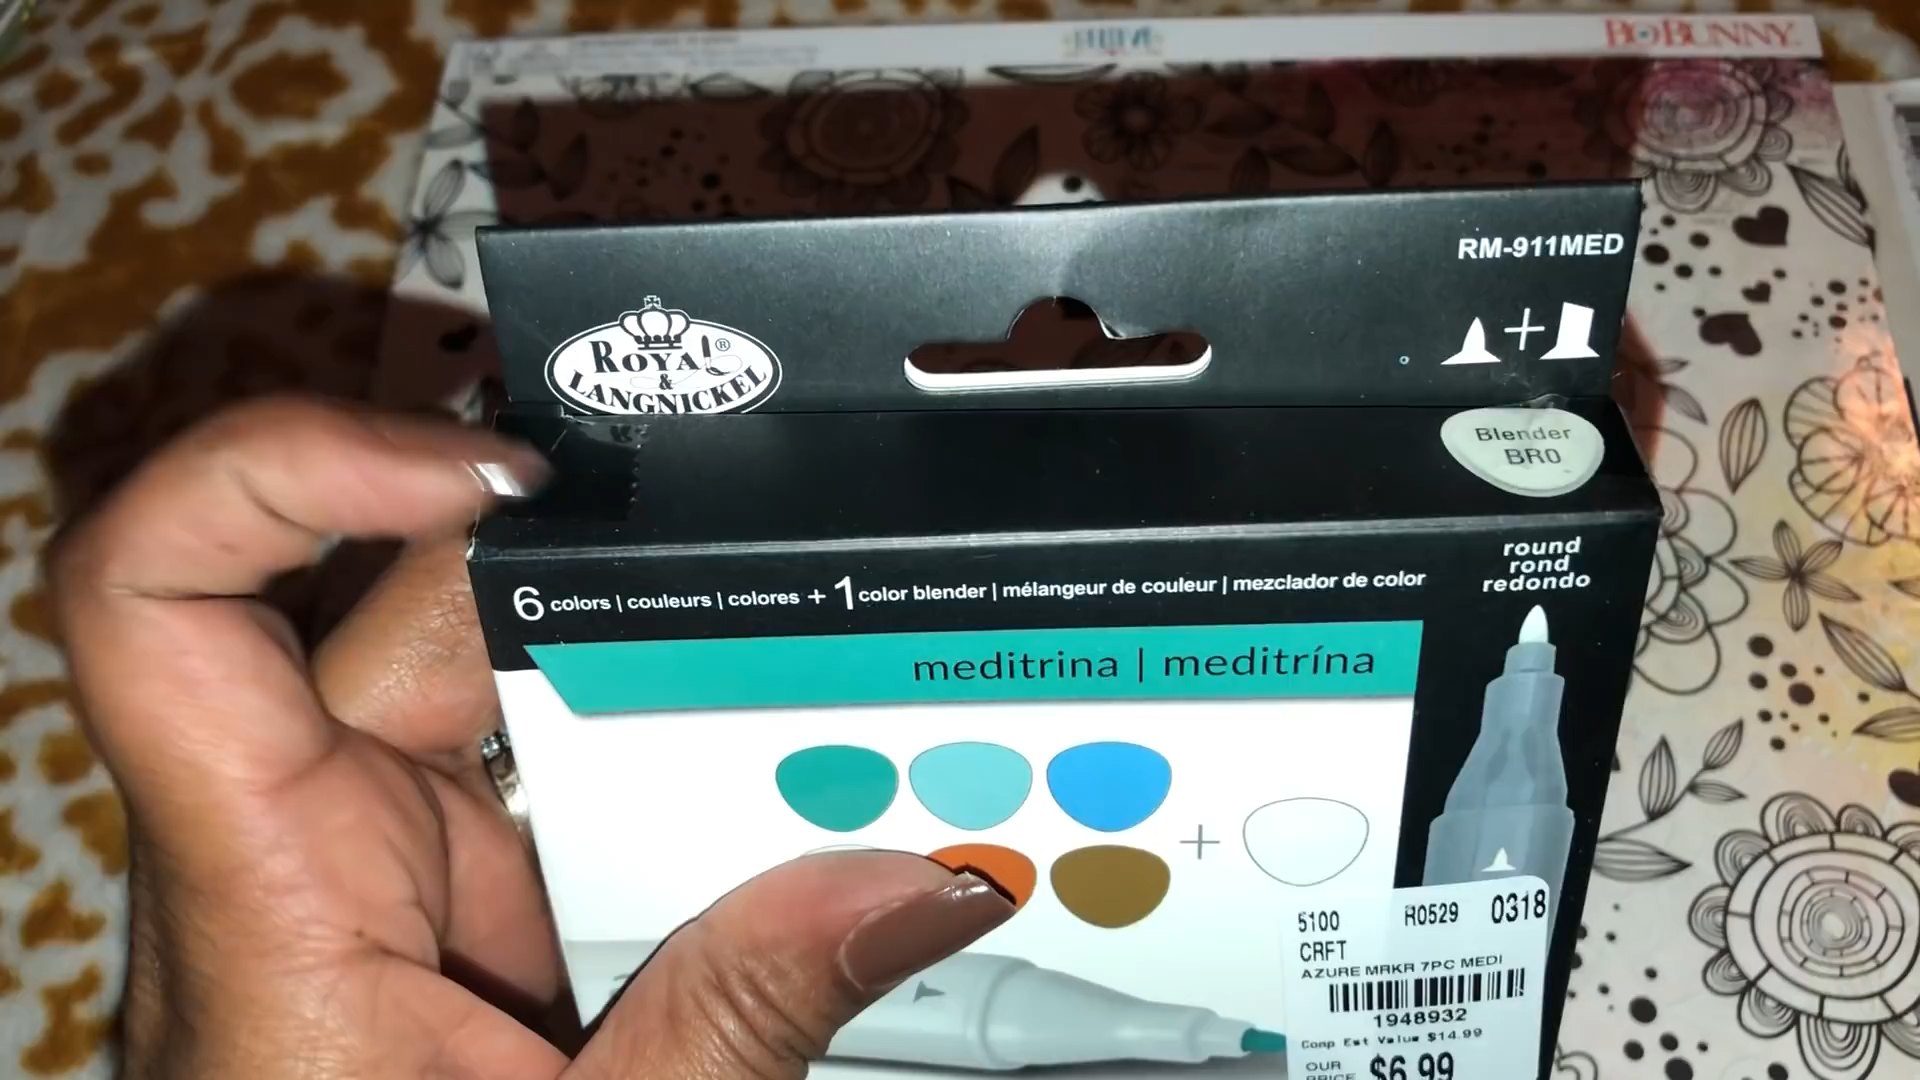 BOBUNNY
RM-911MED
ROYAL®
&
LANGNICKEL
Blender
BR0
round
rond
redondo
6 colors | couleurs | colores + 1 color blender | mélangeur de couleur | mezclador de color
meditrina | meditrína
5100 R0529 0318
CRFT
AZURE MRKR 7PC MEDI
1948932
Comp Est Value $14.99
OUR
PRICE $6.99